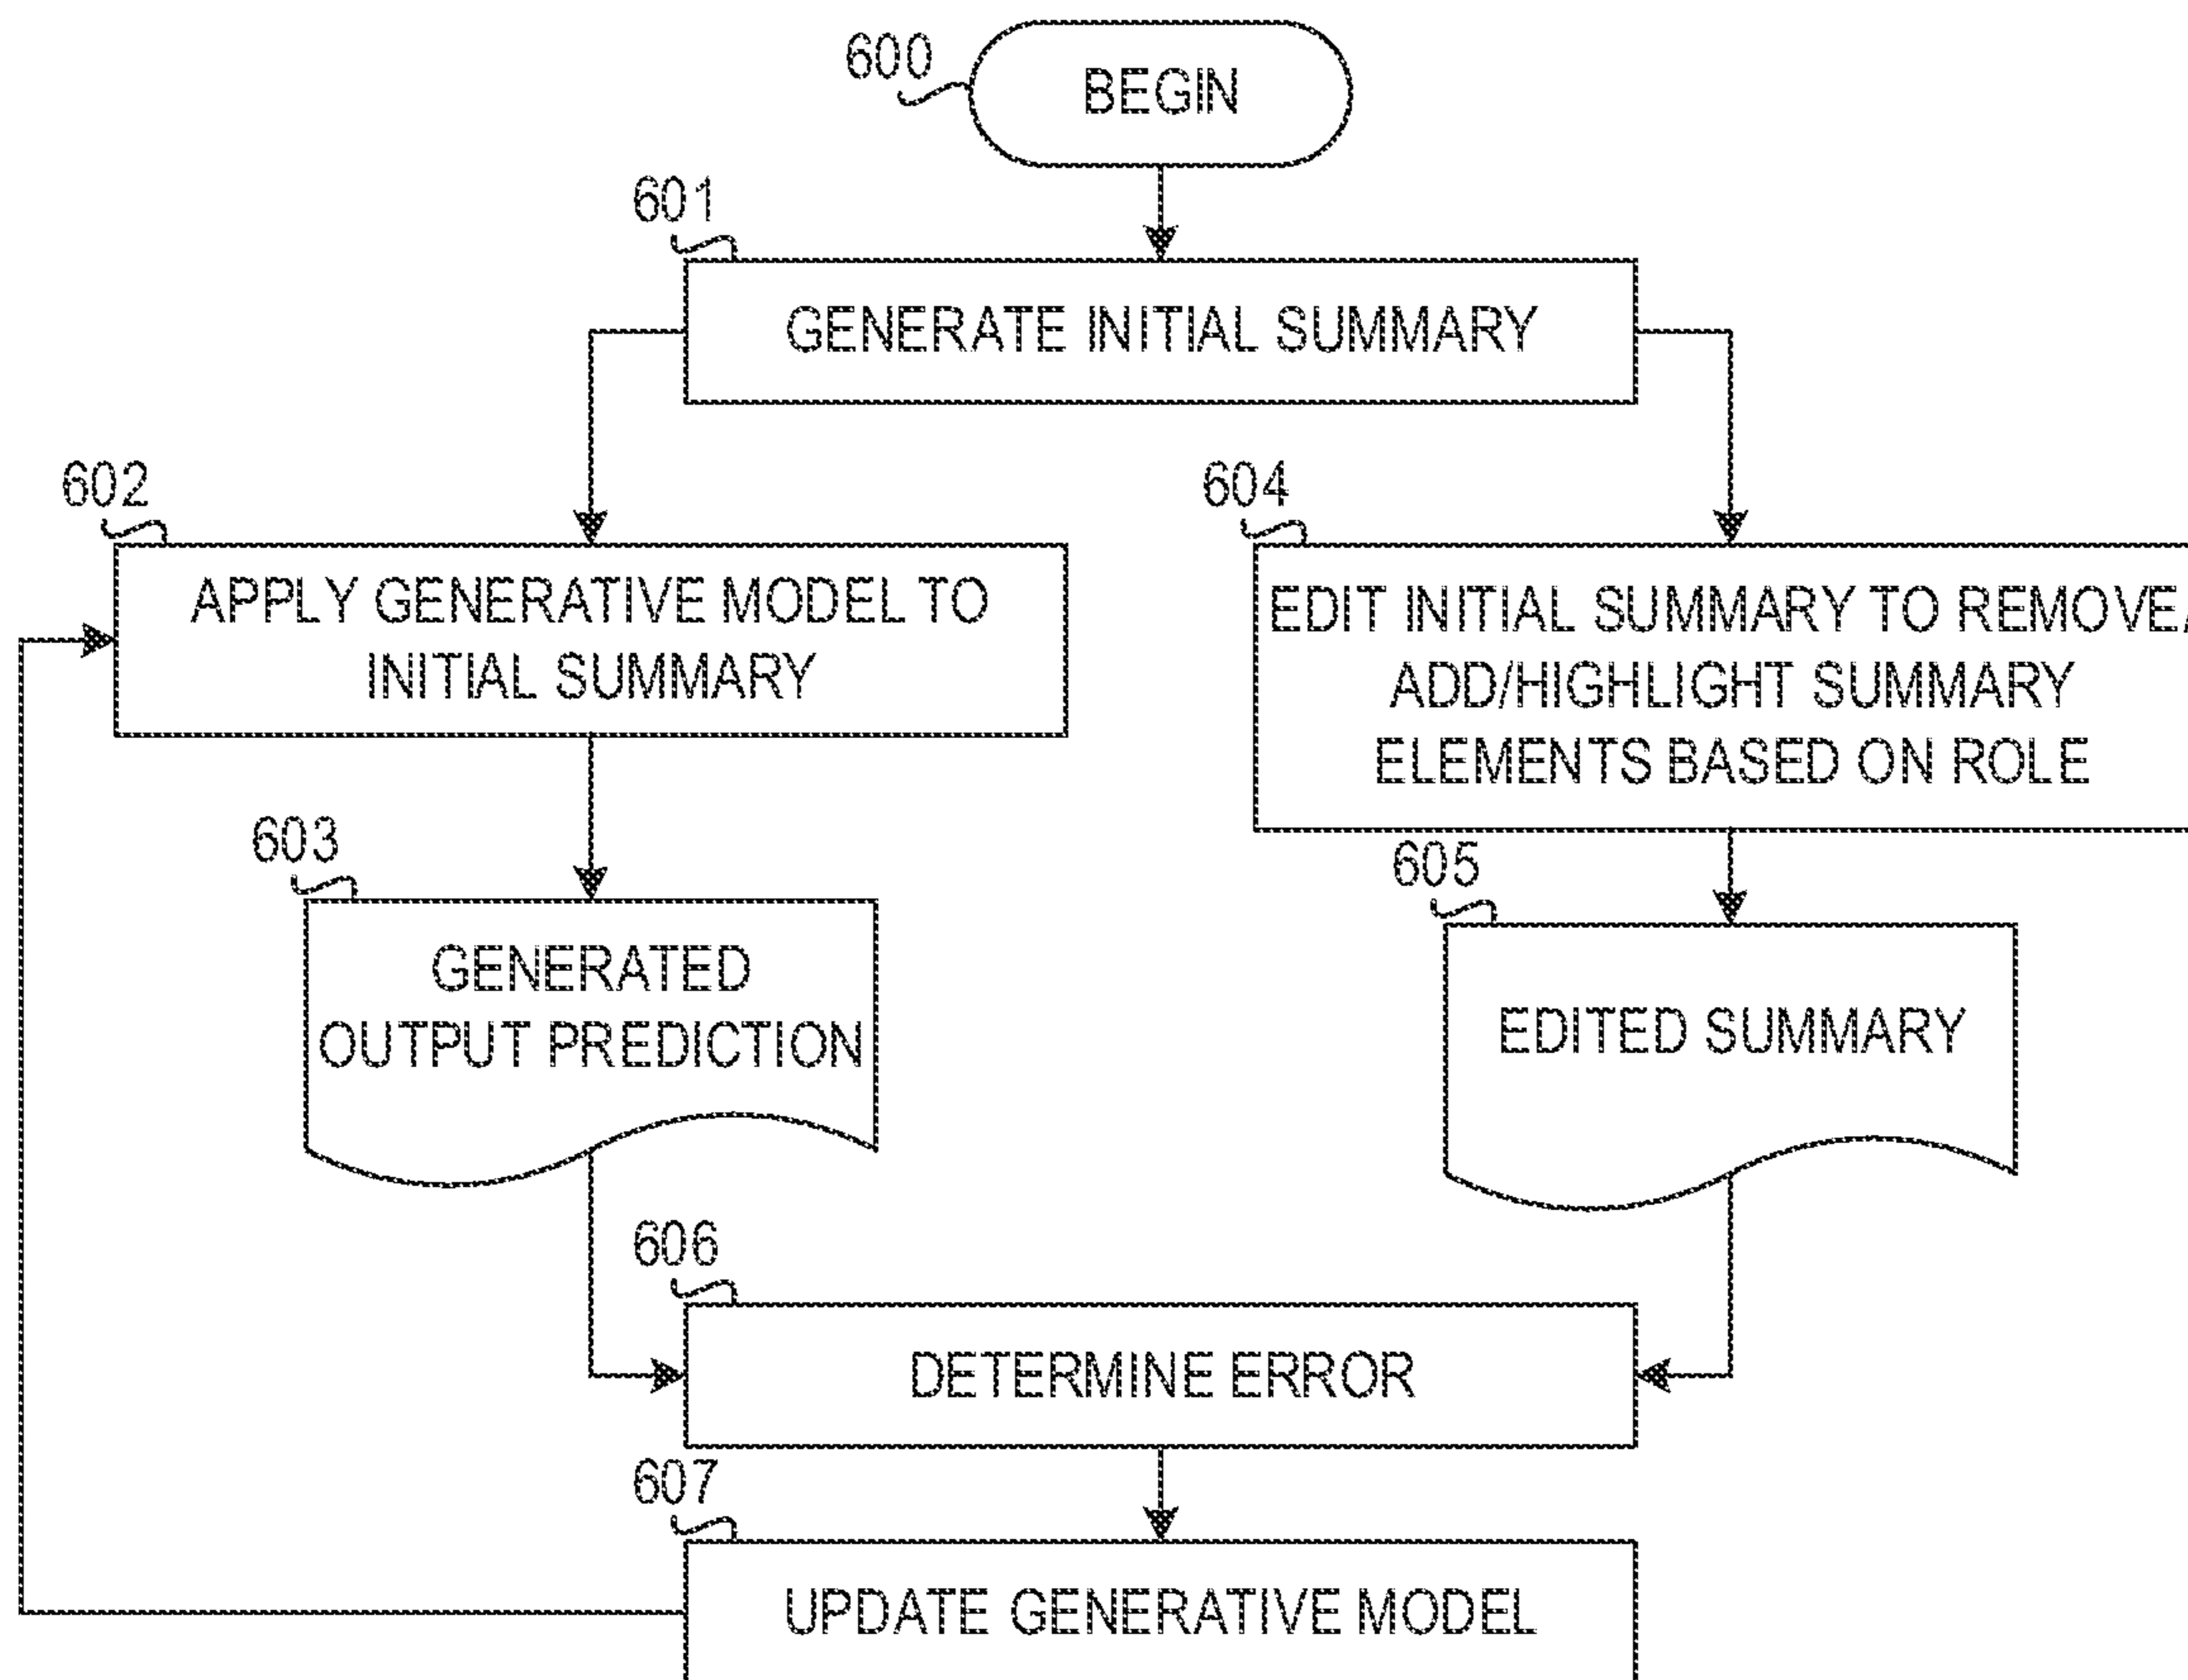 600
BEGIN
601
GENERATE INITIAL SUMMARY
602
APPLY GENERATIVE MODEL TO
INITIAL SUMMARY
604
EDIT INITIAL SUMMARY TO REMOVE/
ADD/HIGHLIGHT SUMMARY
ELEMENTS BASED ON ROLE
603
GENERATED
OUTPUT PREDICTION
605
EDITED SUMMARY
606
DETERMINE ERROR
607
UPDATE GENERATIVE MODEL